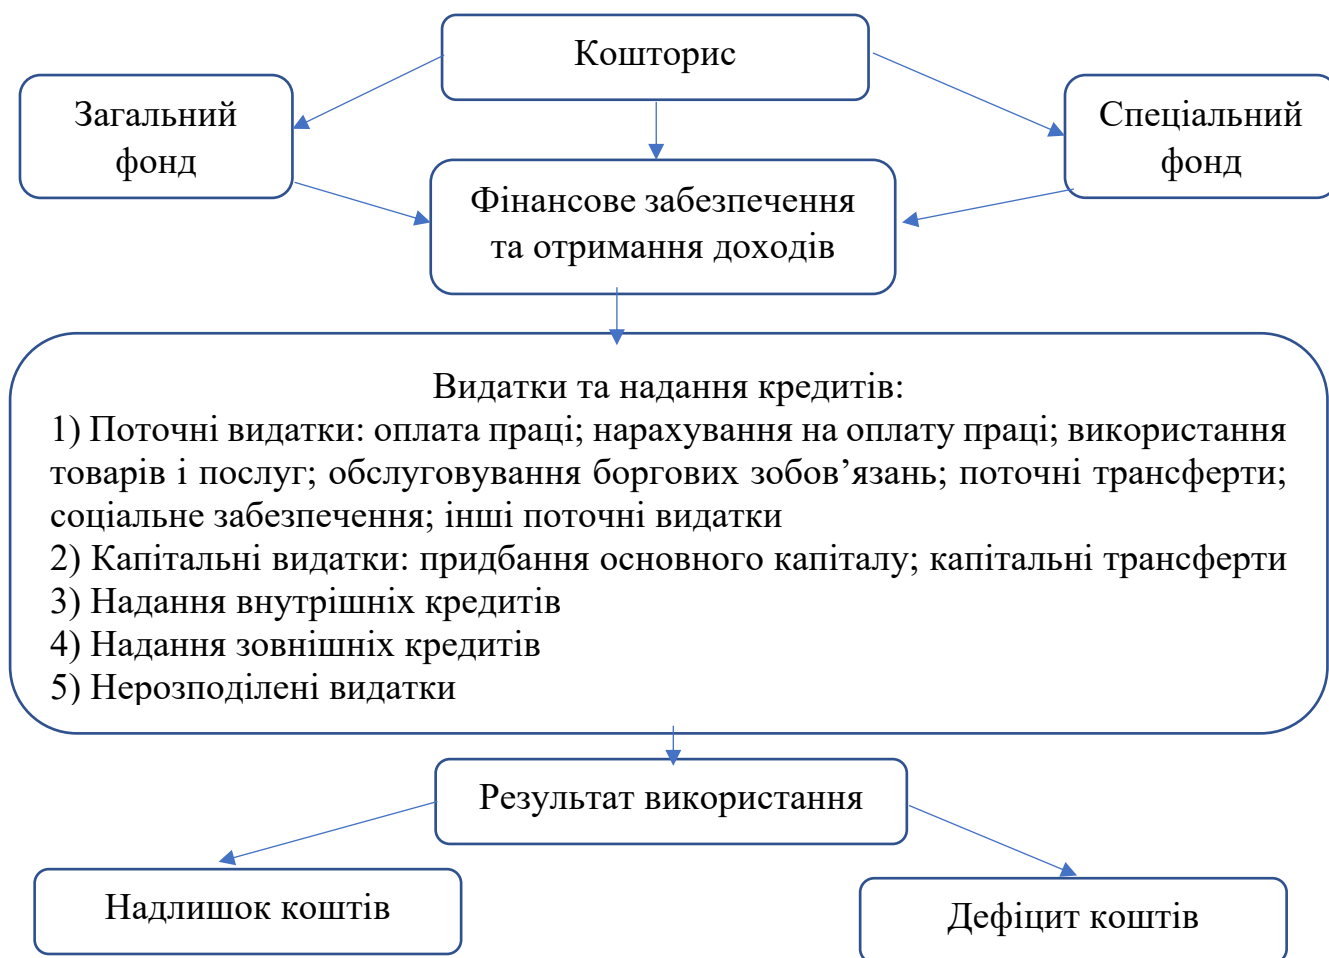 Кошторис
Загальний
фонд
Спеціальний
фонд
Фінансове забезпечення
та отримання доходів
Видатки та надання кредитів:
1) Поточні видатки: оплата праці; нарахування на оплату праці; використання
товарів і послуг; обслуговування боргових зобов’язань; поточні трансферти;
соціальне забезпечення; інші поточні видатки
2) Капітальні видатки: придбання основного капіталу; капітальні трансферти
3) Надання внутрішніх кредитів
4) Надання зовнішніх кредитів
5) Нерозподілені видатки
Результат використання
Надлишок коштів
Дефіцит коштів